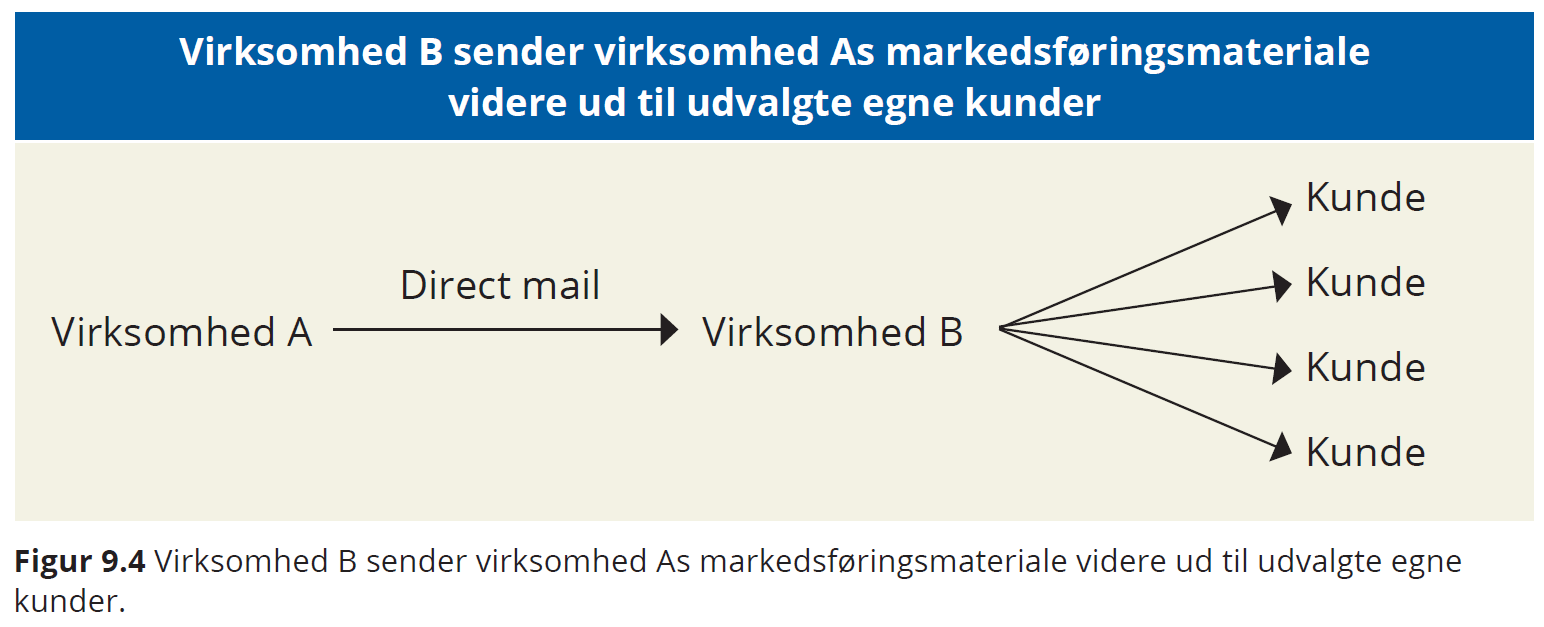 Virksomhed B sender virksomhed As markedsføringsmateriale
videre ud til udvalgte egne kunder
Kunde
Direct mail
Kunde
Virksomhed A
Virksomhed B
Kunde
Kunde
Figur 9.4 Virksomhed B sender virksomhed As markedsføringsmateriale videre ud til udvalgte egne
kunder.